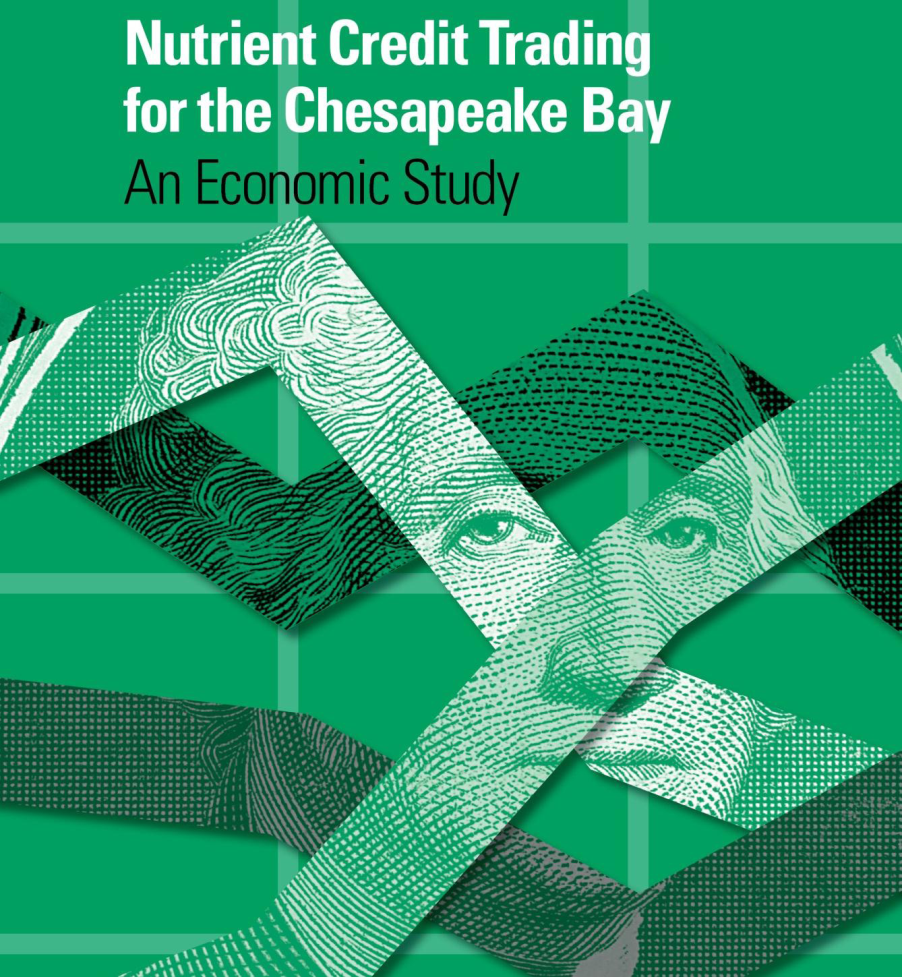 Nutrient Credit Trading
for the Chesapeake Bay
An Economic Study